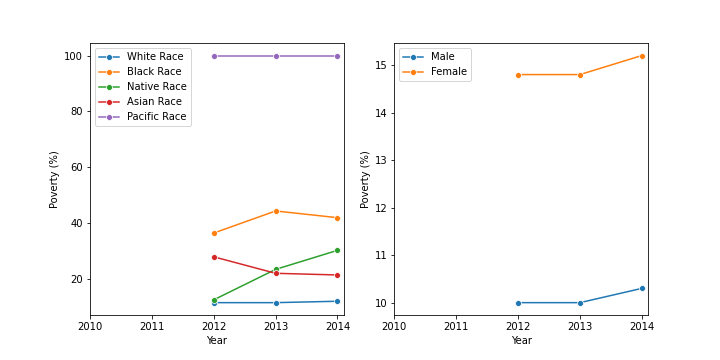 White Race
Black Race
Native Race
Asian Race
Pacific Race
100
80
60
40
20
Poverty (%)
2010 2011 2012 2013 2014
Year
Male
Female
15
14
13
12
11
10
Poverty (%)
2010 2011 2012 2013 2014
Year